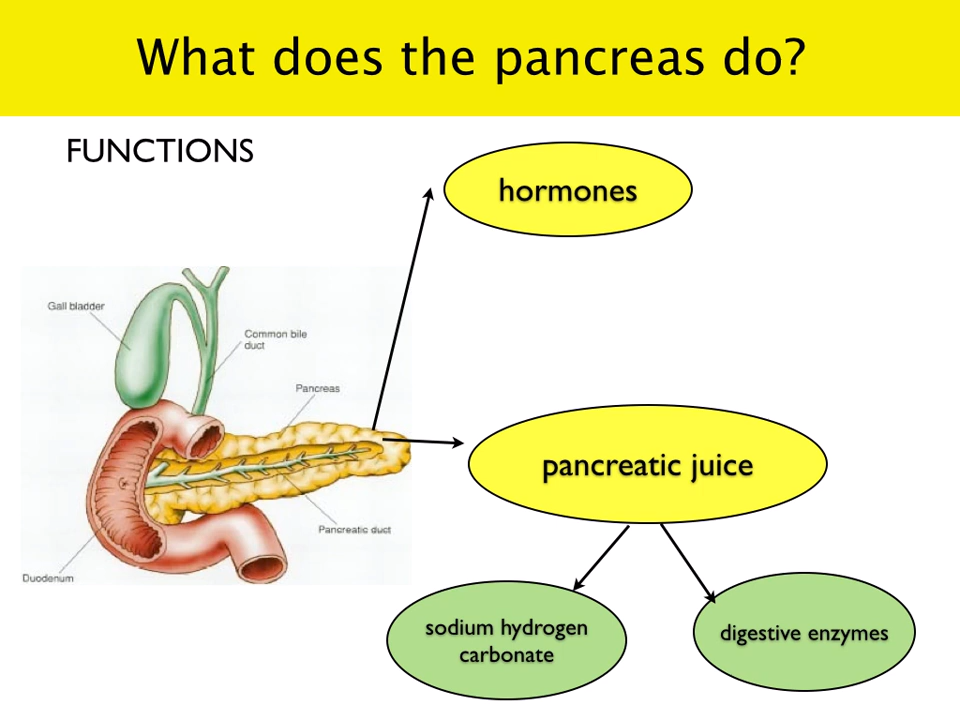 What does the pancreas do?
FUNCTIONS
hormones
Gall bladder
Common bile
duct
Pancreas
pancreatic juice
Pancreatic duct
Duodenum
sodium hydrogen
carbonate
digestive enzymes